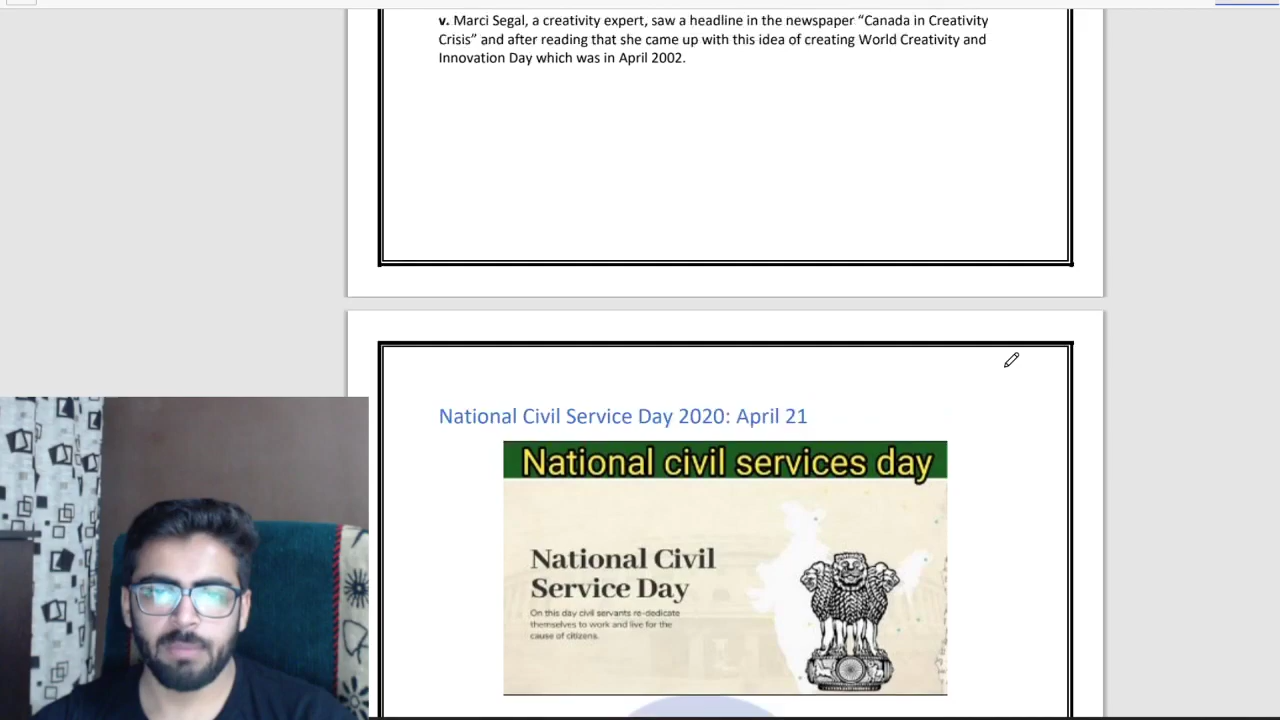 v. Marci Segal, a creativity expert, saw a headline in the newspaper “Canada in Creativity
Crisis” and after reading that she came up with this idea of creating World Creativity and
Innovation Day which was in April 2002.
National Civil Service Day 2020: April 21
National civil services day
National Civil
Service Day
On this day civil servants re-dedicate
themselves to work and live for the
cause of citizens.